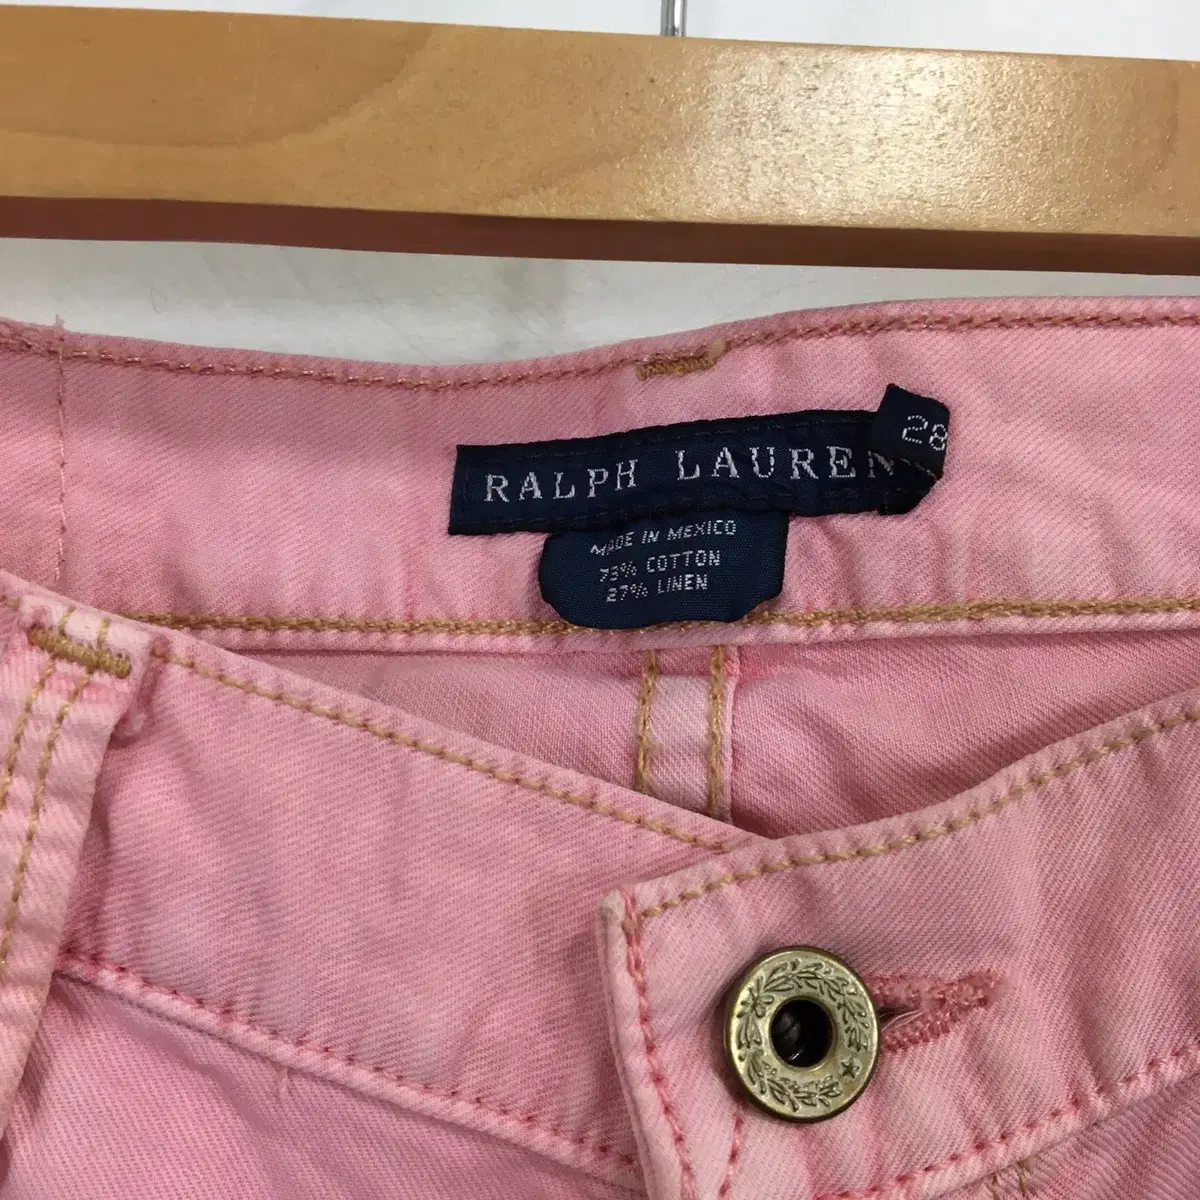 RALPH LAUREN
28
MADE IN MEXICO
73% COTTON
27% LINEN